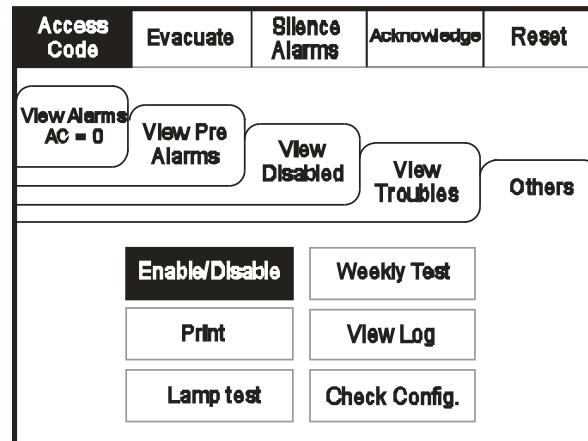 Access
Code
Evacuate
Silence
Alarms
Acknowledge
Reset
View Alarms
AC = 0
View Pre
Alarms
View
Disabled
View
Troubles
Others
Enable/Disable
Weekly Test
Print
View Log
Lamp test
Check Config.